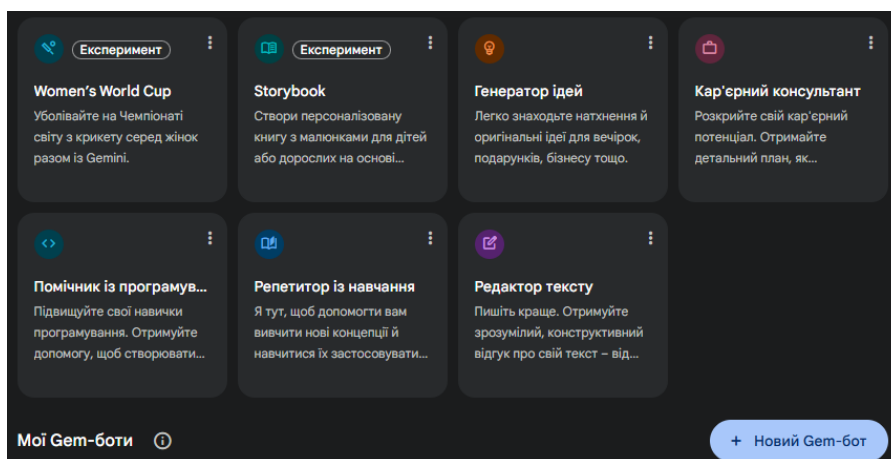 Експеримент
Women's World Cup
Уболівайте на Чемпіонаті
світу з крикету серед жінок
разом із Gemini.
Експеримент
Storybook
Створи персоналізовану
книгу з малюнками для дітей
або дорослих на основі...
Генератор ідей
Легко знаходьте натхнення й
оригінальні ідеї для вечірок,
подарунків, бізнесу тощо.
Кар'єрний консультант
Розкрийте свій кар'єрний
потенціал. Отримайте
детальний план, як...
Помічник із програмув...
Підвищуйте свої навички
програмування. Отримуйте
допомогу, щоб створювати...
Репетитор із навчання
Я тут, щоб допомогти вам
вивчити нові концепції й
навчитися їх застосовувати...
Редактор тексту
Пишіть краще. Отримуйте
зрозумілий, конструктивний
відгук про свій текст – від...
Мої Gem-боти
+ Новий Gem-бот